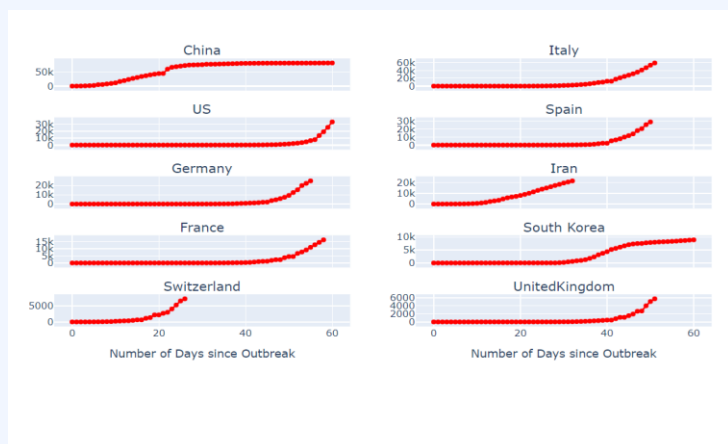 China
50k
0
Italy
60k
40k
20k
0
US
30k
20k
10k
0
Spain
30k
20k
10k
0
Germany
20k
10k
0
Iran
20k
10k
0
France
15k
10k
5k
0
South Korea
10k
5k
0
Switzerland
5000
0
0 20 40 60
Number of Days since Outbreak
UnitedKingdom
6000
4000
2000
0
0 20 40 60
Number of Days since Outbreak